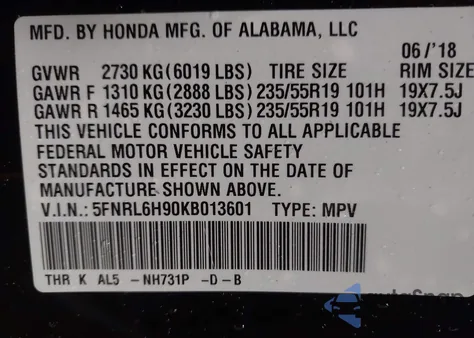 MFD. BY HONDA MFG. OF ALABAMA, LLC
06/'18
GVWR 2730 KG (6019 LBS) TIRE SIZE RIM SIZE
GAWR F 1310 KG (2888 LBS) 235/55R19 101H 19X7.5J
GAWR R 1465 KG (3230 LBS) 235/55R19 101H 19X7.5J
THIS VEHICLE CONFORMS TO ALL APPLICABLE
FEDERAL MOTOR VEHICLE SAFETY
STANDARDS IN EFFECT ON THE DATE OF
MANUFACTURE SHOWN ABOVE.
V.I.N.: 5FNRL6H90KB013601 TYPE: MPV
THR K AL5 -NH731P -D-B